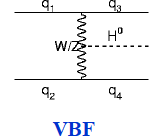 q₁ q₃
W/Z H⁰
q₂ q₄
VBF